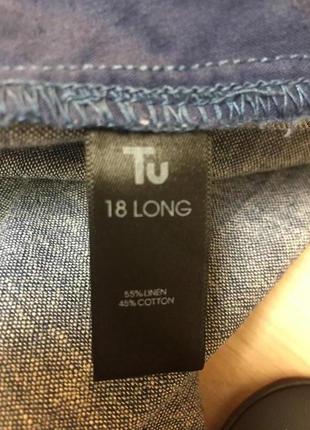 Tu
18 LONG
55% LINEN
45% COTTON